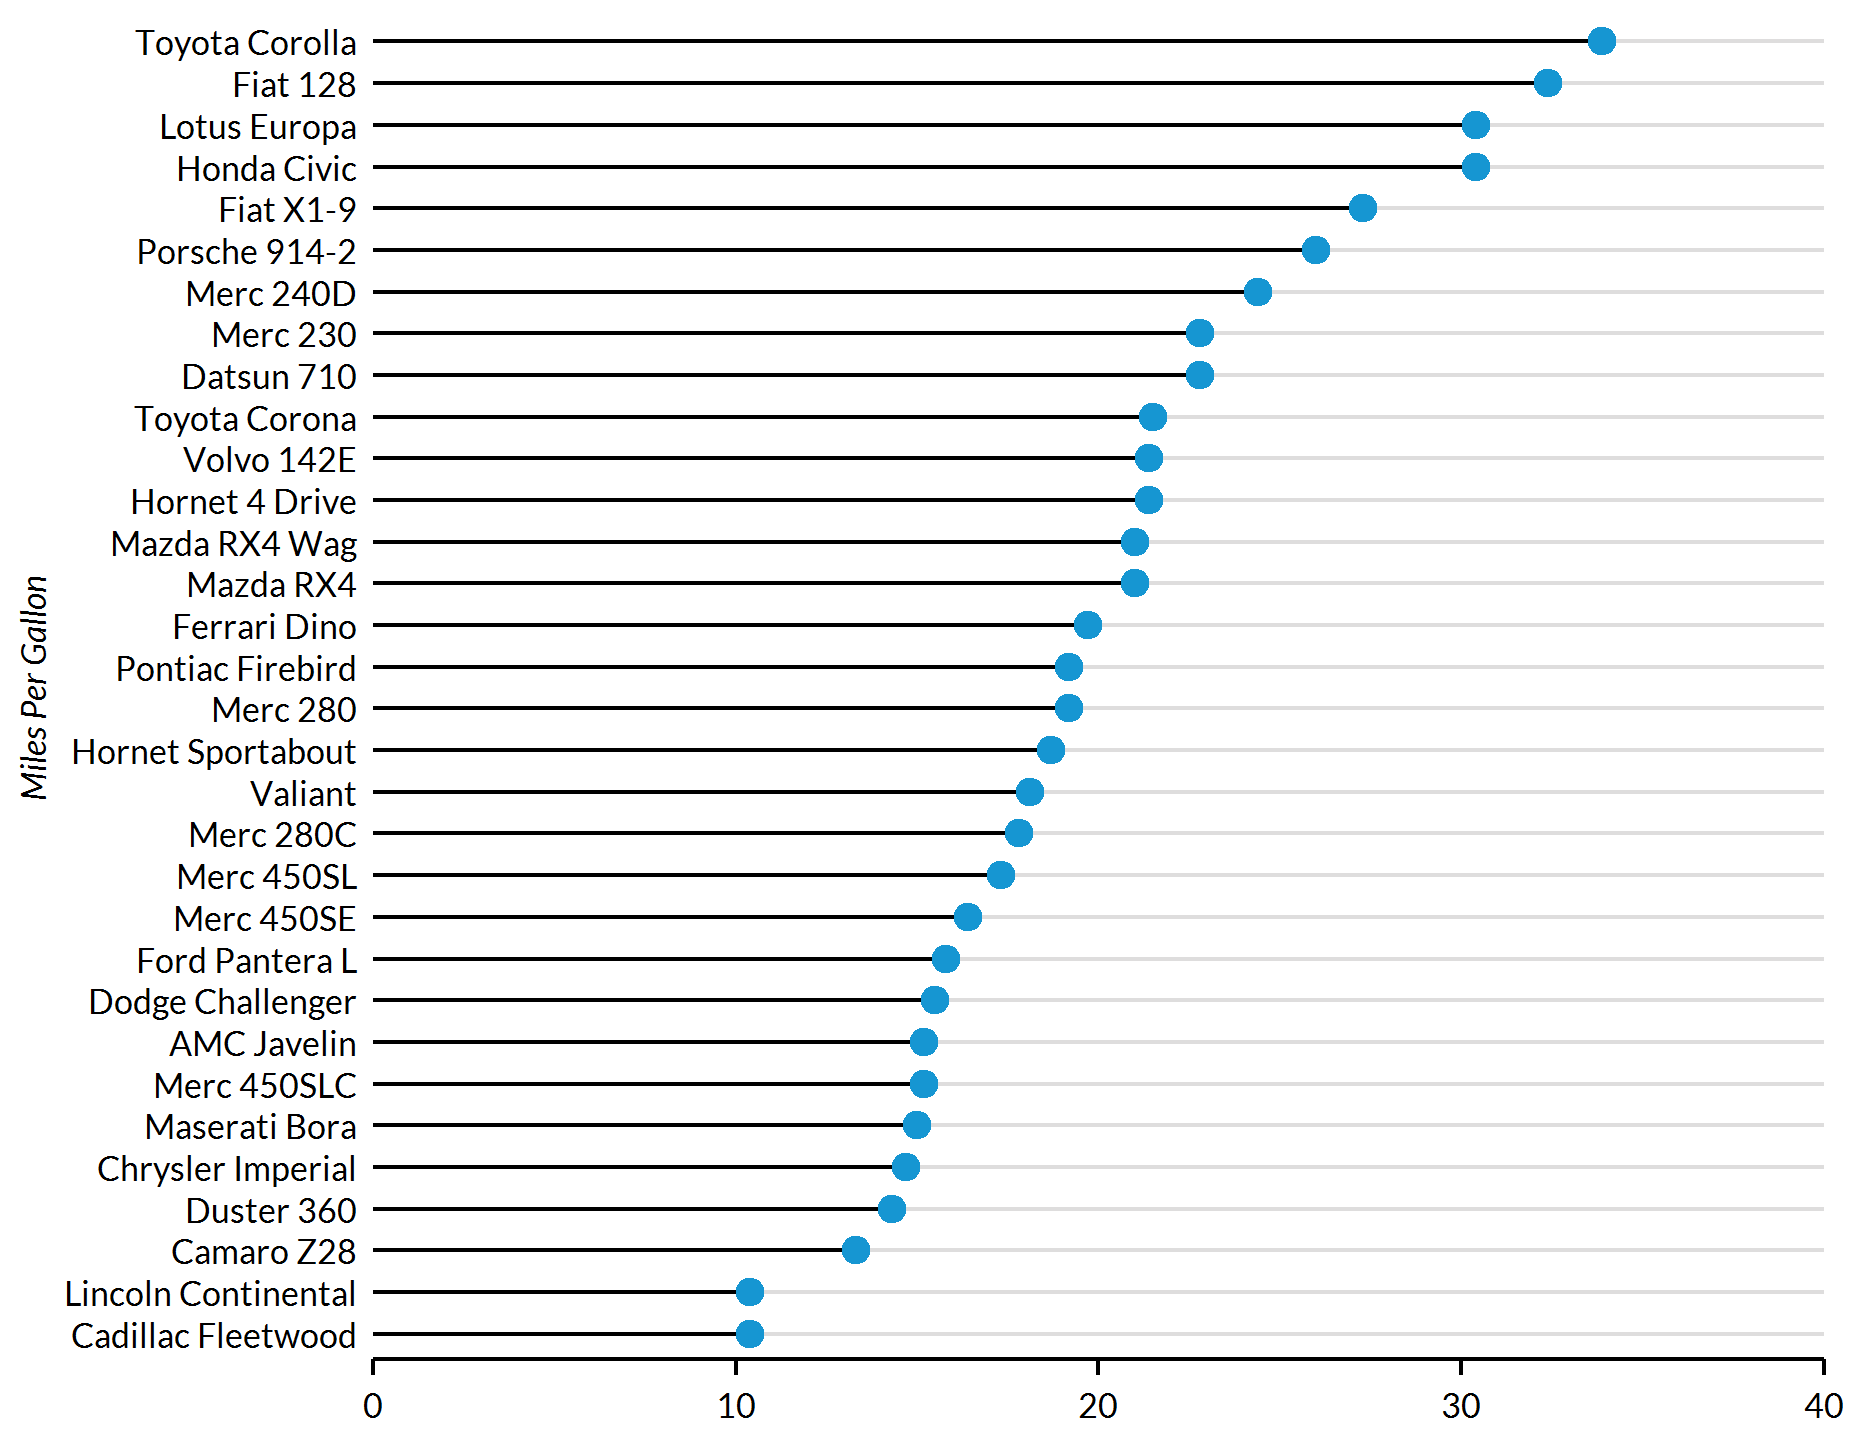 Toyota Corolla
Fiat 128
Lotus Europa
Honda Civic
Fiat X1-9
Porsche 914-2
Merc 240D
Merc 230
Datsun 710
Toyota Corona
Volvo 142E
Hornet 4 Drive
Mazda RX4 Wag
Mazda RX4
Ferrari Dino
Pontiac Firebird
Merc 280
Hornet Sportabout
Valiant
Merc 280C
Merc 450SL
Merc 450SE
Ford Pantera L
Dodge Challenger
AMC Javelin
Merc 450SLC
Maserati Bora
Chrysler Imperial
Duster 360
Camaro Z28
Lincoln Continental
Cadillac Fleetwood
Miles Per Gallon
0 10 20 30 40